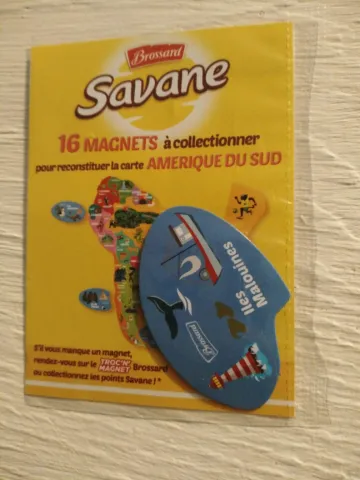 Brossard
Savane
16 MAGNETS à collectionner
pour reconstituer la carte AMERIQUE DU SUD
Iles
Malouines
Brossard
S'il vous manque un magnet,
rendez-vous sur le TROC'N' MAGNET Brossard
ou collectionnez les points Savane ! *